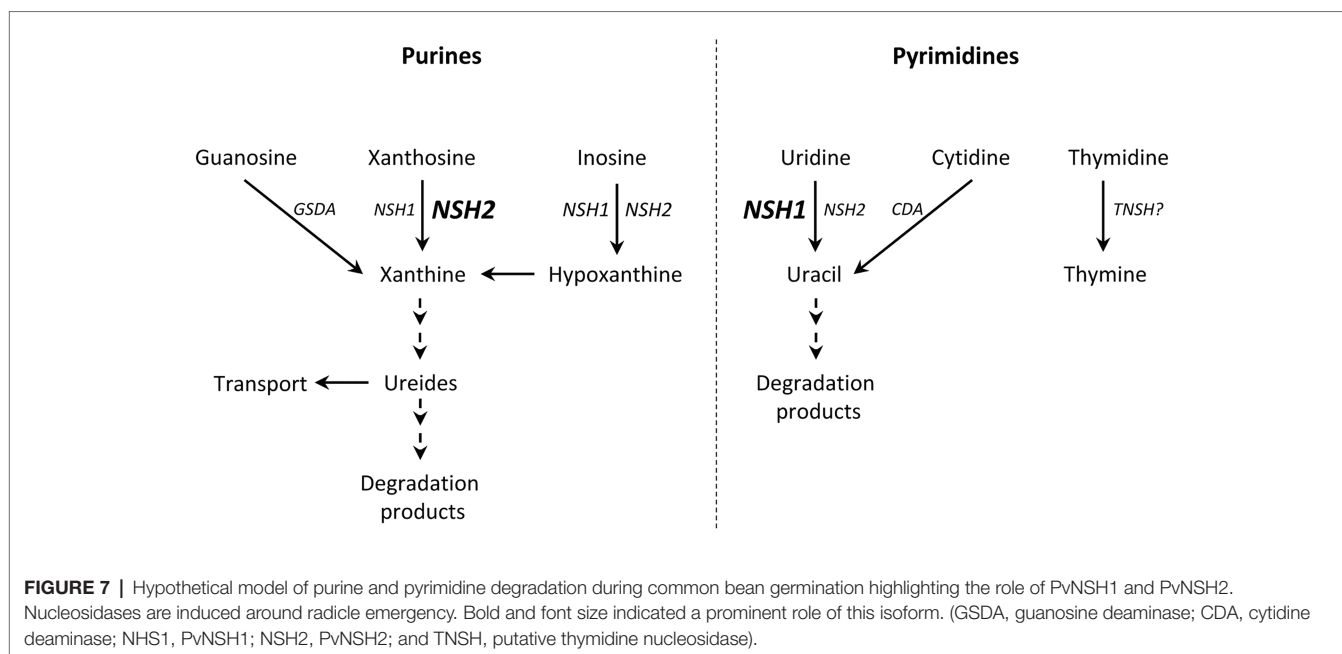 Purines
Pyrimidines
Guanosine
Xanthosine
Inosine
Uridine
Cytidine
Thymidine
GSDA
NSH1
NSH2
NSH1
NSH2
NSH1
NSH2
CDA
TNSH?
Xanthine
Hypoxanthine
Uracil
Thymine
Transport
Ureides
Degradation
products
Degradation
products
FIGURE 7 | Hypothetical model of purine and pyrimidine degradation during common bean germination highlighting the role of PvNSH1 and PvNSH2.
Nucleosidases are induced around radicle emergency. Bold and font size indicated a prominent role of this isoform. (GSDA, guanosine deaminase; CDA, cytidine
deaminase; NHS1, PvNSH1; NSH2, PvNSH2; and TNSH, putative thymidine nucleosidase).